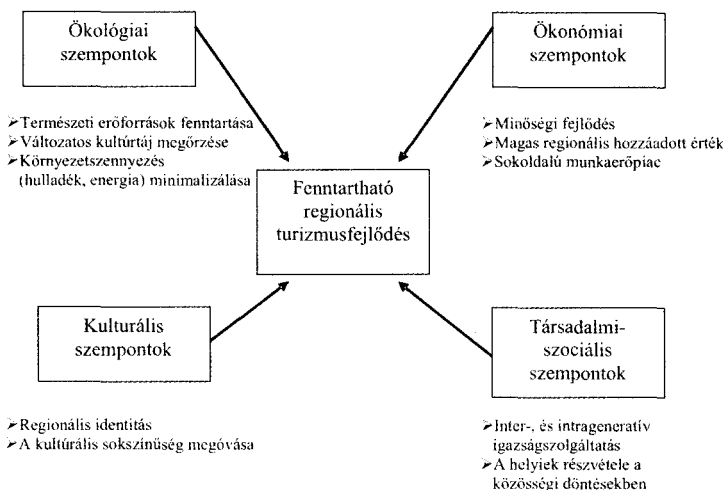 Ökológiai
szempontok
➢Természeti erőforrások fenntartása
➢Változatos kultúrtáj megőrzése
➢Környezetszennyezés
(hulladék, energia) minimalizálása
Ökonómiai
szempontok
➢Minőségi fejlődés
➢Magas regionális hozzáadott érték
➢Sokoldalú munkaerőpiac
Fenntartható
regionális
turizmusfejlődés
Kulturális
szempontok
➢Regionális identitás
➢A kultúrális sokszínűség megóvása
Társadalmi-
szociális
szempontok
➢Inter-, és intrageneratív
igazságszolgáltatás
➢A helyiek részvétele a
közösségi döntésekben